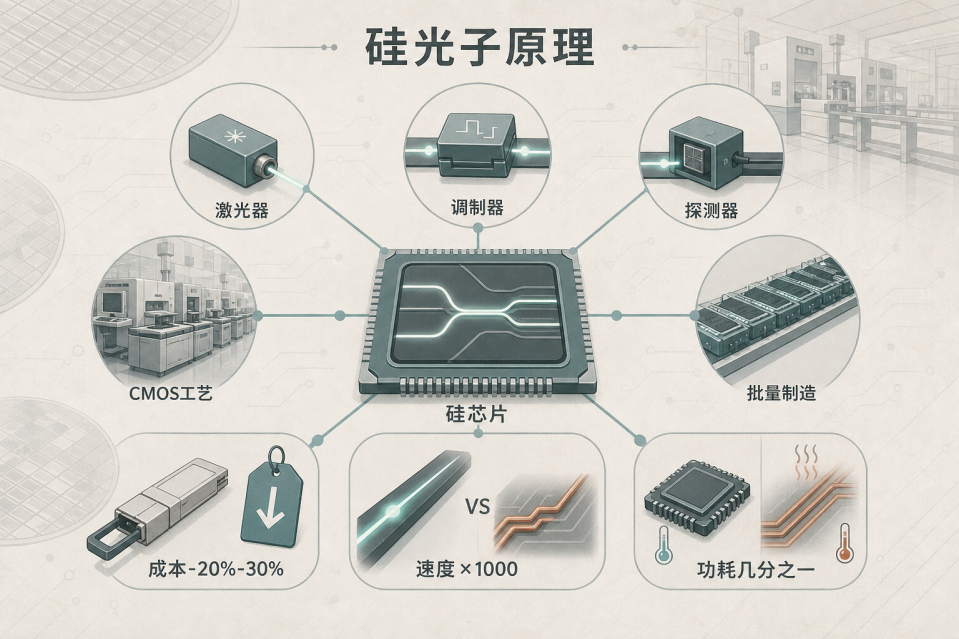 硅光子原理
激光器
调制器
探测器
CMOS工艺
硅芯片
批量制造
成本-20%-30%
VS
速度×1000
功耗几分之一